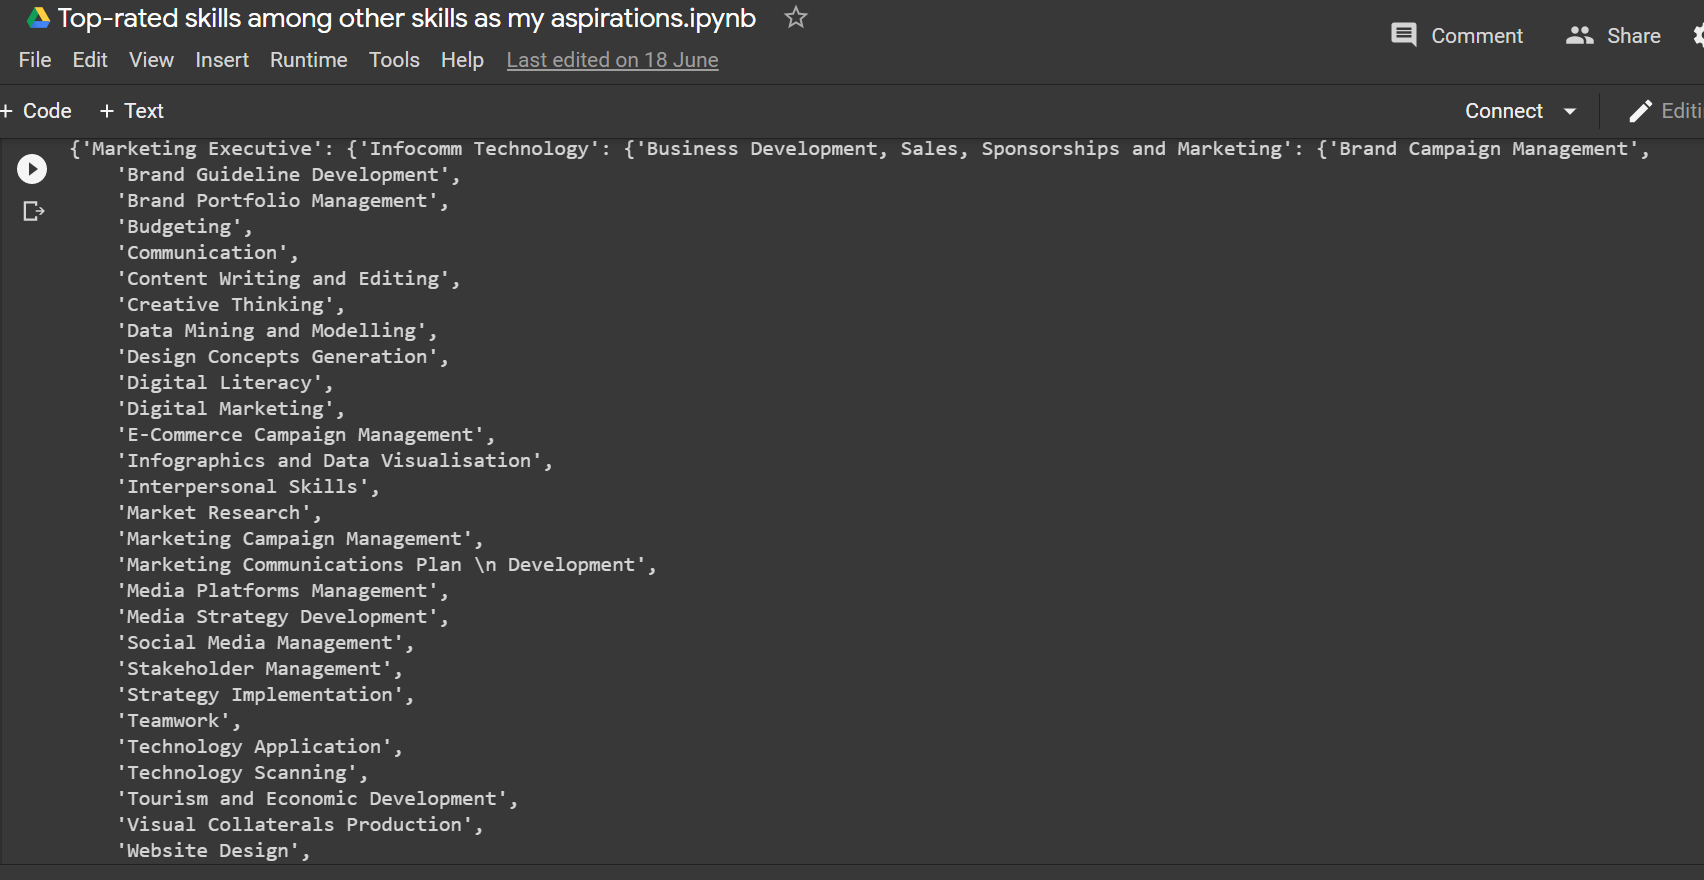 Top-rated skills among other skills as my aspirations.ipynb
Comment Share
File Edit View Insert Runtime Tools Help Last edited on 18 June
+ Code + Text Connect
{'Marketing Executive': {'Infocomm Technology': {'Business Development, Sales, Sponsorships and Marketing': {'Brand Campaign Management',
'Brand Guideline Development',
'Brand Portfolio Management',
'Budgeting',
'Communication',
'Content Writing and Editing',
'Creative Thinking',
'Data Mining and Modelling',
'Design Concepts Generation',
'Digital Literacy',
'Digital Marketing',
'E-Commerce Campaign Management',
'Infographics and Data Visualisation',
'Interpersonal Skills',
'Market Research',
'Marketing Campaign Management',
'Marketing Communications Plan \n Development',
'Media Platforms Management',
'Media Strategy Development',
'Social Media Management',
'Stakeholder Management',
'Strategy Implementation',
'Teamwork',
'Technology Application',
'Technology Scanning',
'Tourism and Economic Development',
'Visual Collaterals Production',
'Website Design',